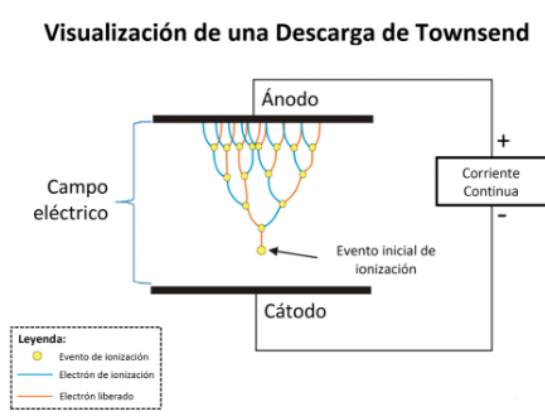 Visualización de una Descarga de Townsend
Ánodo
+
Campo
eléctrico
Corriente
Continua
-
Evento inicial de
ionización
Cátodo
Leyenda:
Evento de ionización
Electrón de ionización
Electrón liberado